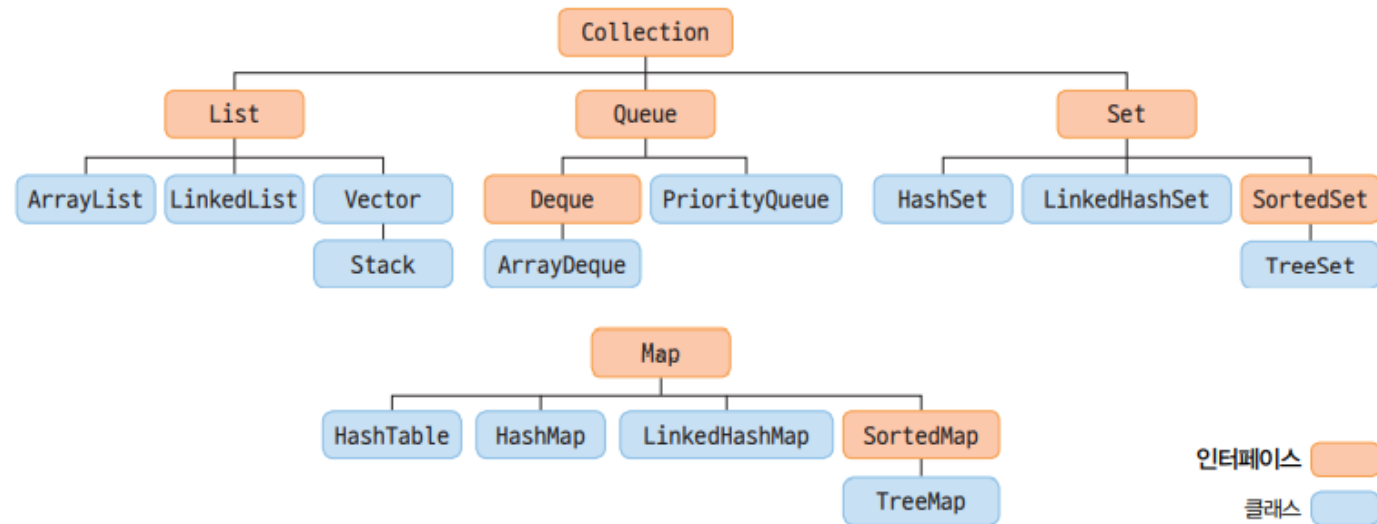 Collection
List Queue Set
ArrayList LinkedList Vector Deque PriorityQueue HashSet LinkedHashSet SortedSet
Stack ArrayDeque TreeSet
Map
HashTable HashMap LinkedHashMap SortedMap
인터페이스
TreeMap
클래스